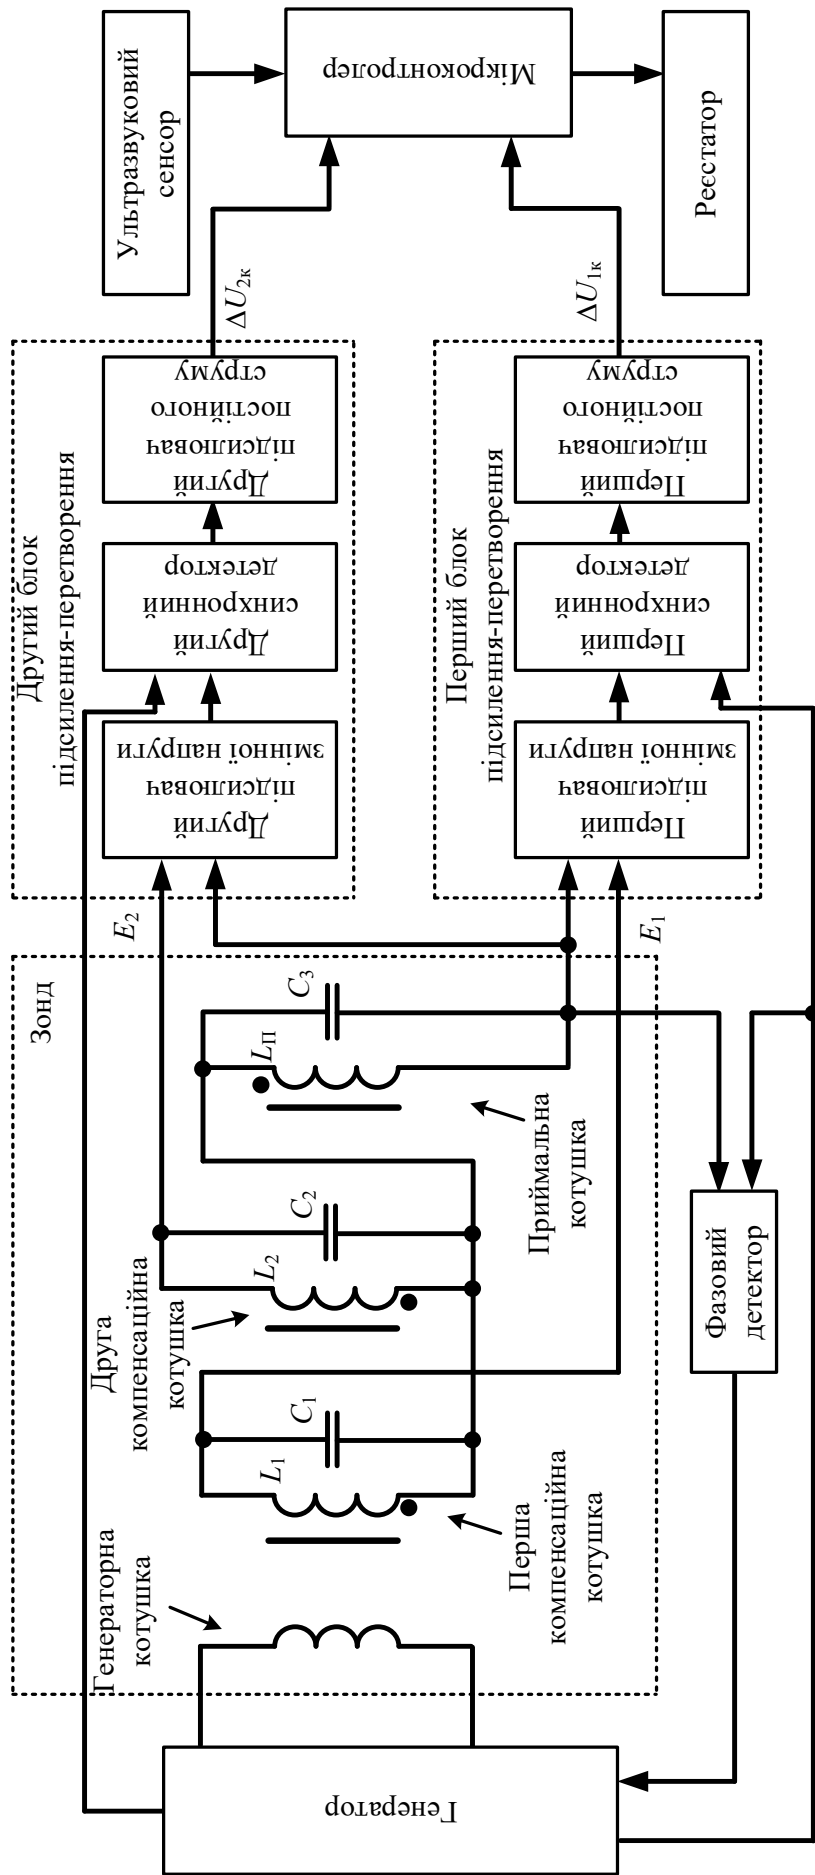 Генератор
Генераторна
котушка
Зонд
L1
C1
Перша
компенсаційна
котушка
Друга
компенсаційна
котушка
L2
C2
LП
C3
Приймальна
котушка
E2
E1
Фазовий
детектор
Другий блок
підсилення-перетворення
Другий
підсилювач
змінної напруги
Другий
синхронний
детектор
Другий
підсилювач
постійного
струму
ΔU2к
Перший блок
підсилення-перетворення
Перший
підсилювач
змінної напруги
Перший
синхронний
детектор
Перший
підсилювач
постійного
струму
ΔU1к
Ультразвуковий
сенсор
Мікроконтролер
Реєстатор